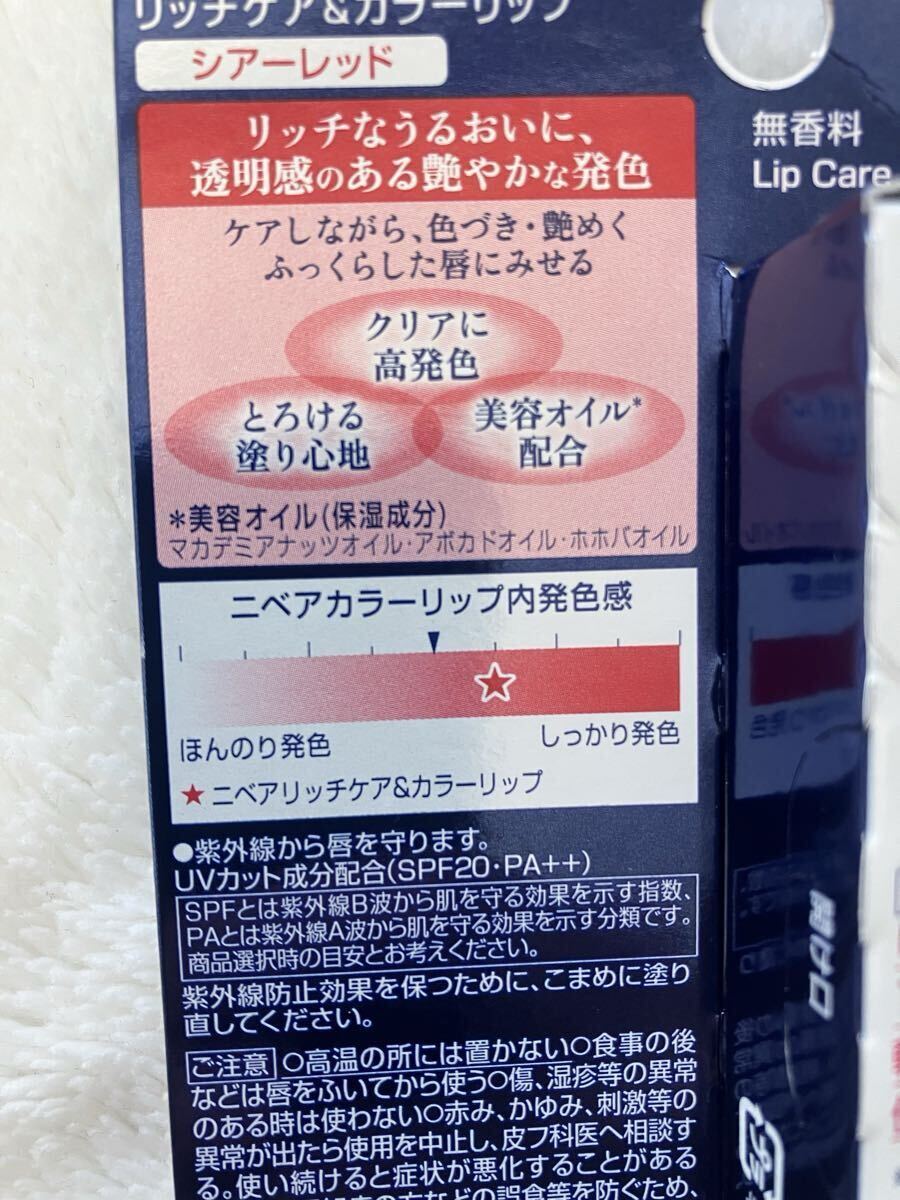 リッチケア&カラーリップ
シアーレッド
無香料
Lip Care
リッチなうるおいに、
透明感のある艶やかな発色
ケアしながら、色づき・艶めく
ふっくらした唇にみせる
クリアに
高発色
とろける
塗り心地
美容オイル*
配合
*美容オイル(保湿成分)
マカデミアナッツオイル・アボカドオイル・ホホバオイル
ニベアカラーリップ内発色感
ほんのり発色
しっかり発色
★ニベアリッチケア&カラーリップ
●紫外線から唇を守ります。
UVカット成分配合(SPF20・PA++)
SPFとは紫外線B波から肌を守る効果を示す指数、
PAとは紫外線A波から肌を守る効果を示す分類です。
商品選択時の目安とお考えください。
紫外線防止効果を保つために、こまめに塗り
直してください。
ご注意 ○高温の所には置かない○食事の後
などは唇をふいてから使う○傷、湿疹等の異常
のある時は使わない○赤み、かゆみ、刺激等の
異常が出たら使用を中止し、皮フ科医へ相談す
る。使い続けると症状が悪化することがある
の方などの誤食等を防ぐため、
開け口